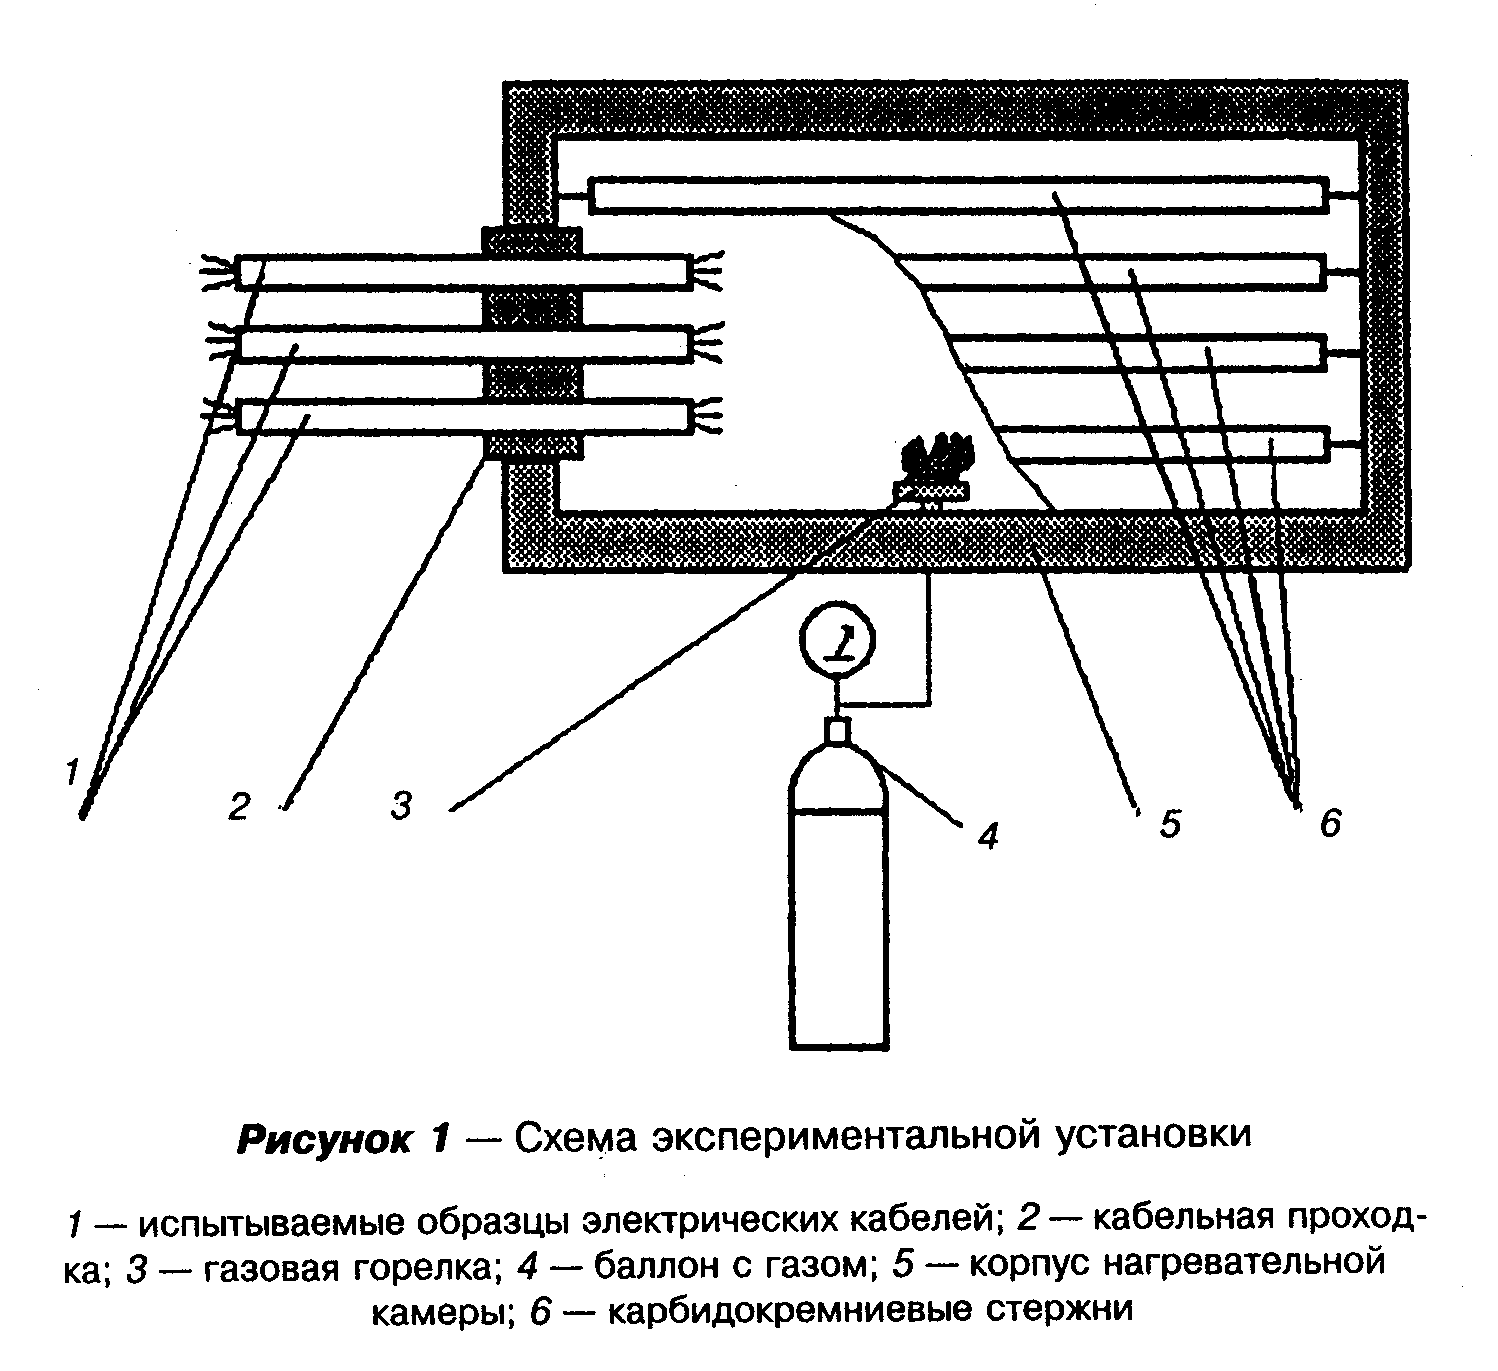 1
2
3
4
5
6
Рисунок 1 — Схема экспериментальной установки
1 — испытываемые образцы электрических кабелей; 2 — кабельная проход-
ка; 3 — газовая горелка; 4 — баллон с газом; 5 — корпус нагревательной
камеры; 6 — карбидокремниевые стержни